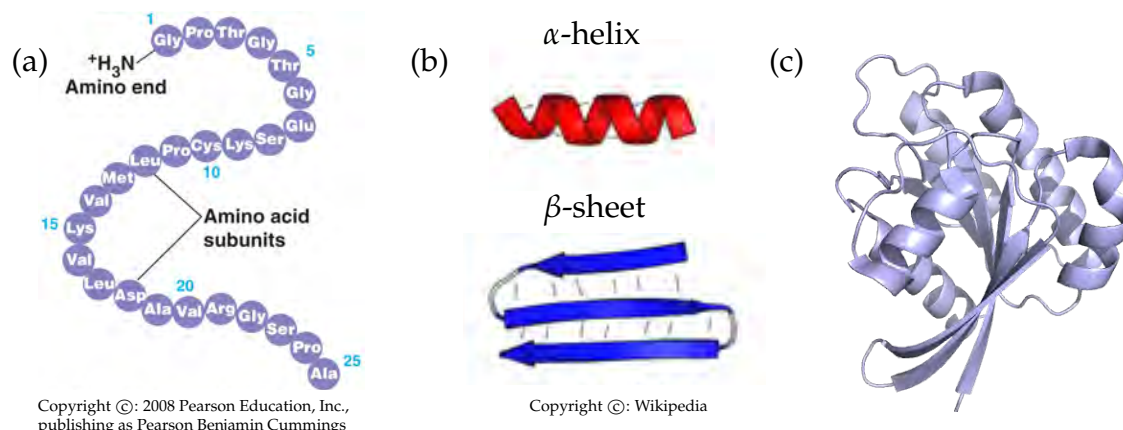 (a)
1
Gly Pro Thr Gly
5
Thr
Gly
+H3N
Amino end
Glu
Leu Pro Cys Lys Ser
10
Met
Val
15
Lys
Amino acid
subunits
Val
Leu
Asp
20
Ala Val Arg Gly Ser
Pro
25
Ala
Copyright ©: 2008 Pearson Education, Inc.,
publishing as Pearson Benjamin Cummings
(b)
α-helix
β-sheet
Copyright ©: Wikipedia
(c)